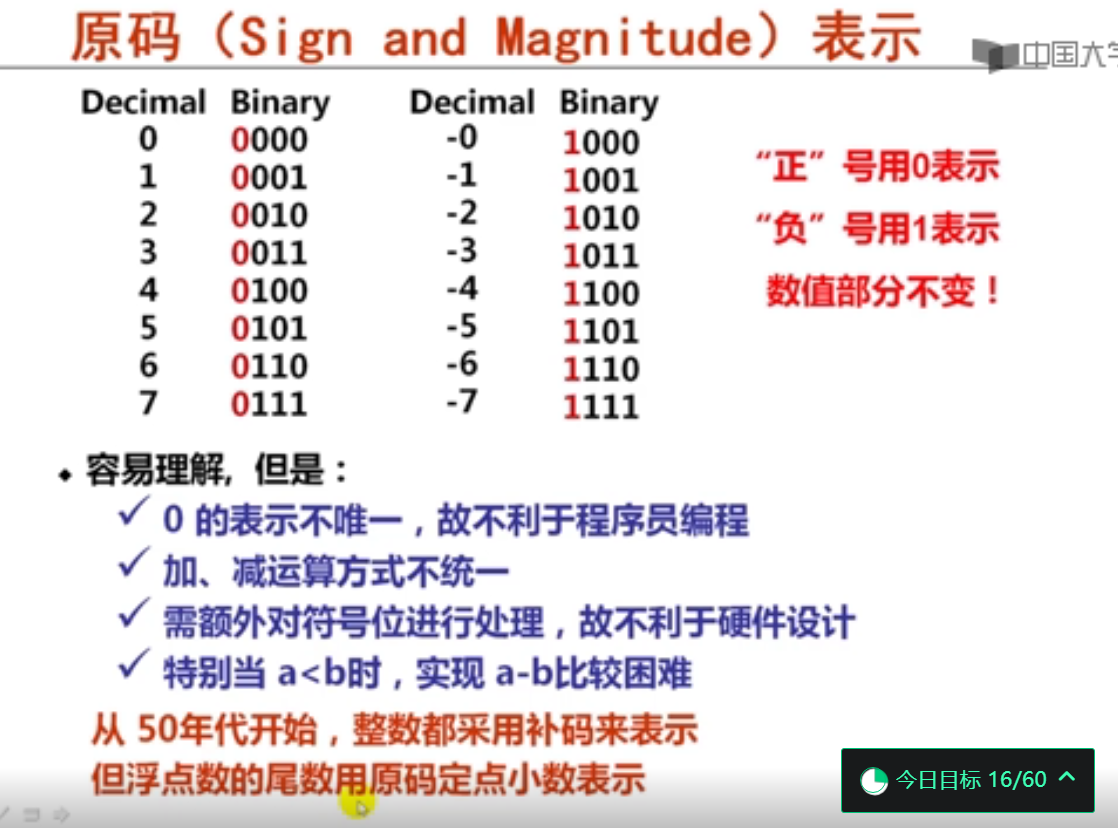 原码（Sign and Magnitude）表示
中国大学
Decimal Binary Decimal Binary
0 0000 -0 1000
1 0001 -1 1001
2 0010 -2 1010
3 0011 -3 1011
4 0100 -4 1100
5 0101 -5 1101
6 0110 -6 1110
7 0111 -7 1111
“正”号用0表示
“负”号用1表示
数值部分不变！
容易理解, 但是：
0 的表示不唯一，故不利于程序员编程
加、减运算方式不统一
需额外对符号位进行处理，故不利于硬件设计
特别当 a<b时，实现 a-b比较困难
从 50年代开始，整数都采用补码来表示
但浮点数的尾数用原码定点小数表示
今日目标 16/60